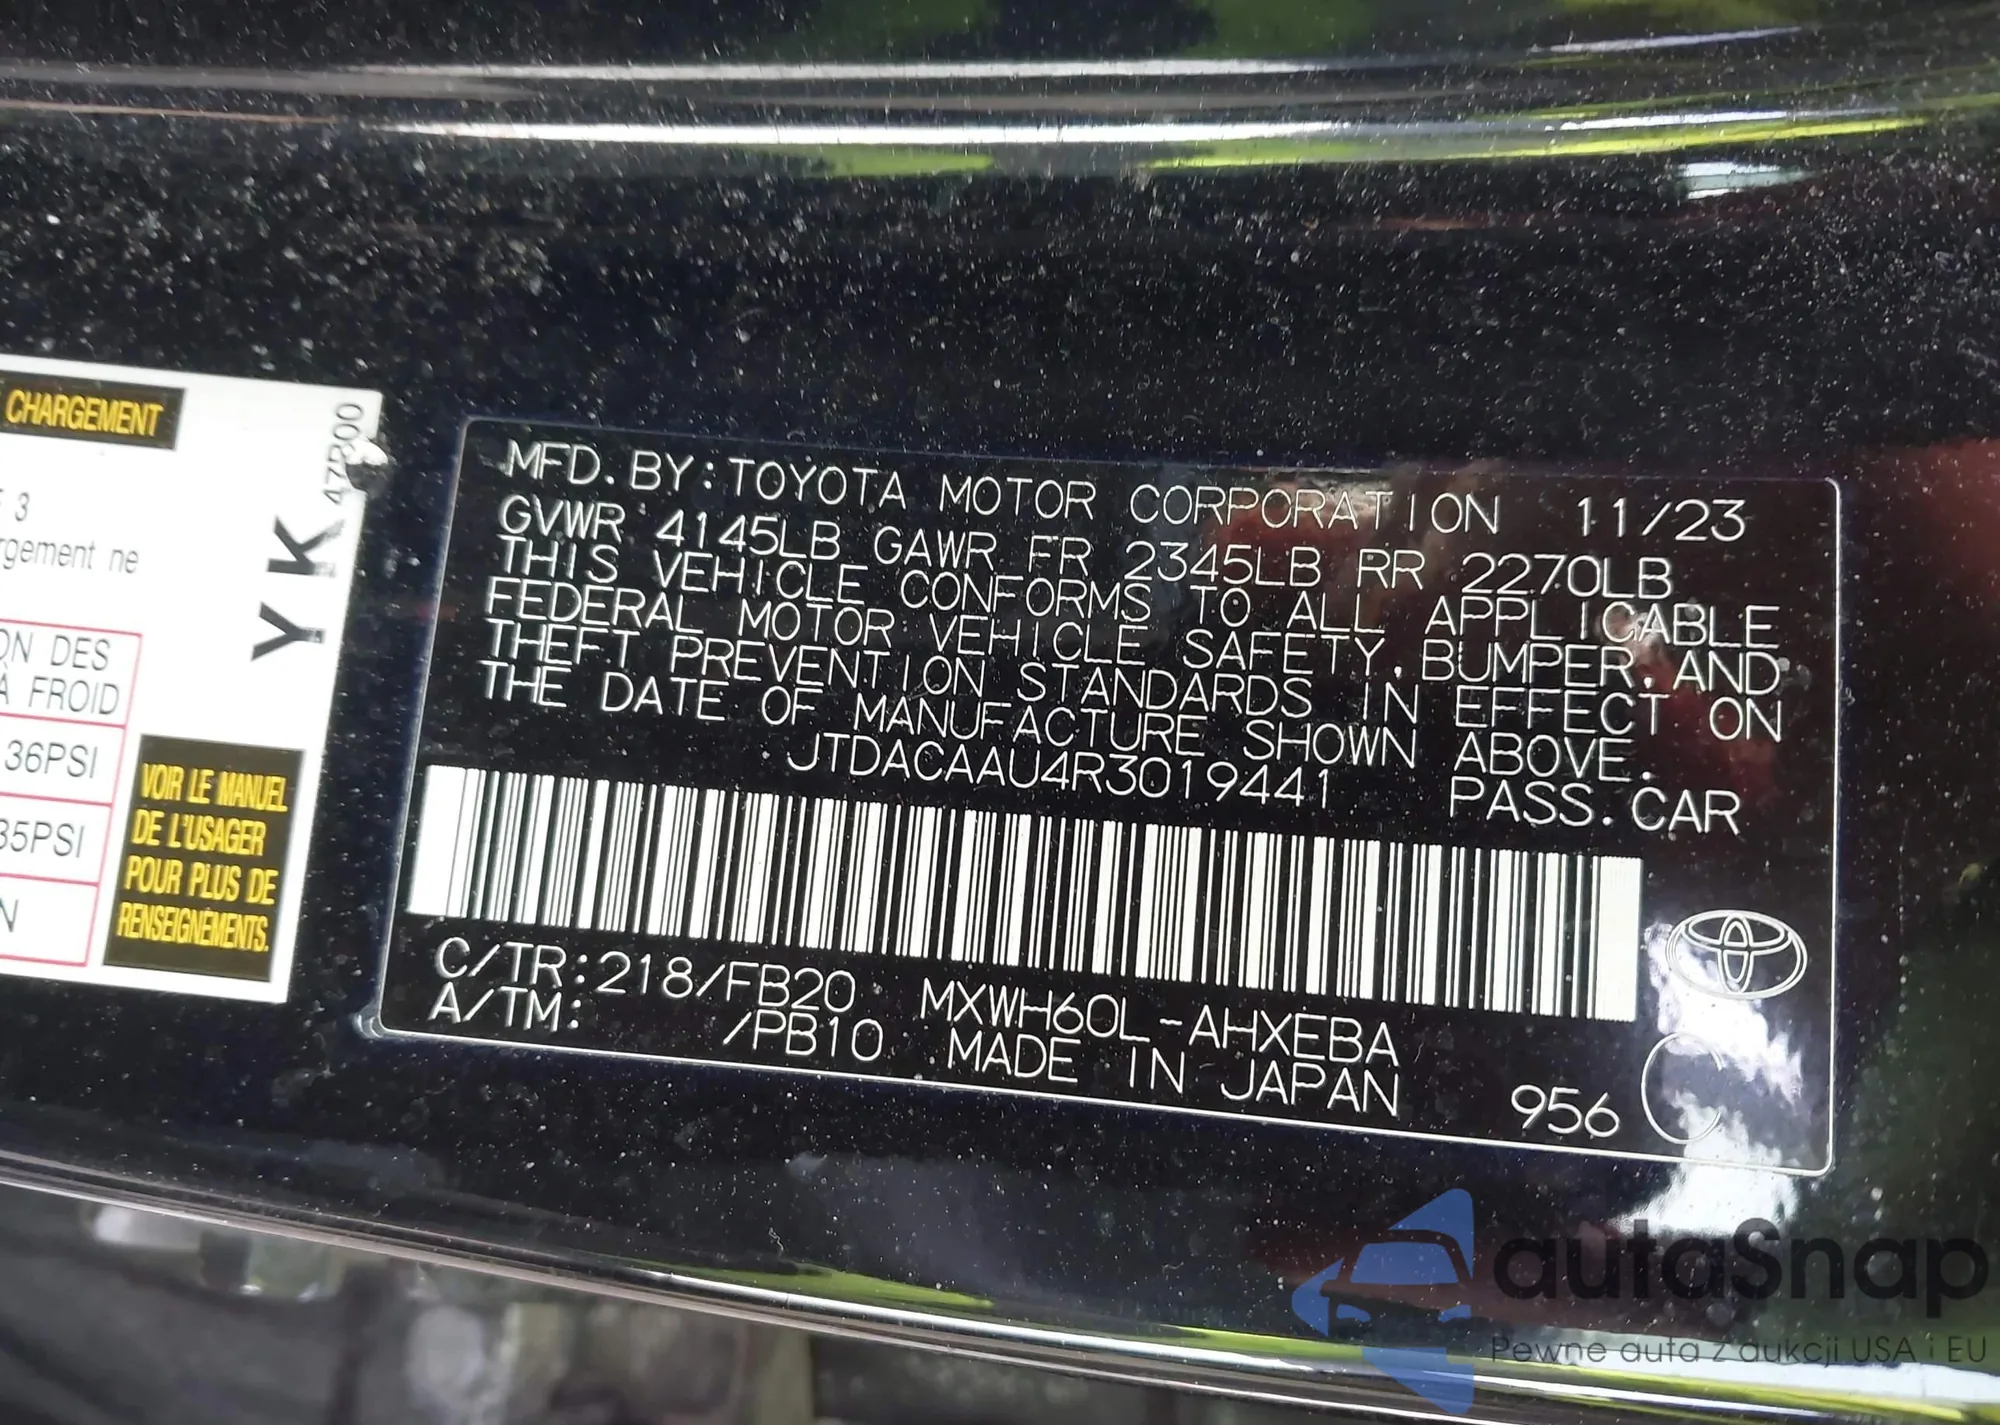 CHARGEMENT
3
rgement ne
ON DES
À FROID
36PSI
35PSI
N
VOIR LE MANUEL
DE L'USAGER
POUR PLUS DE
RENSEIGNEMENTS.
YK
MFD. BY: TOYOTA MOTOR CORPORATION 11/23
GVWR 4145LB GAWR FR 2345LB RR 2270LB
THIS VEHICLE CONFORMS TO ALL APPLICABLE
FEDERAL MOTOR VEHICLE SAFETY, BUMPER, AND
THEFT PREVENTION STANDARDS IN EFFECT ON
THE DATE OF MANUFACTURE SHOWN ABOVE.
JTDACAAU4R3019441 PASS. CAR
C/TR: 218/FB20 MXWH60L-AHXEBA
A/TM: /PB10 MADE IN JAPAN
956 C
autaSnap
Pewne auta z aukcji USA i EU